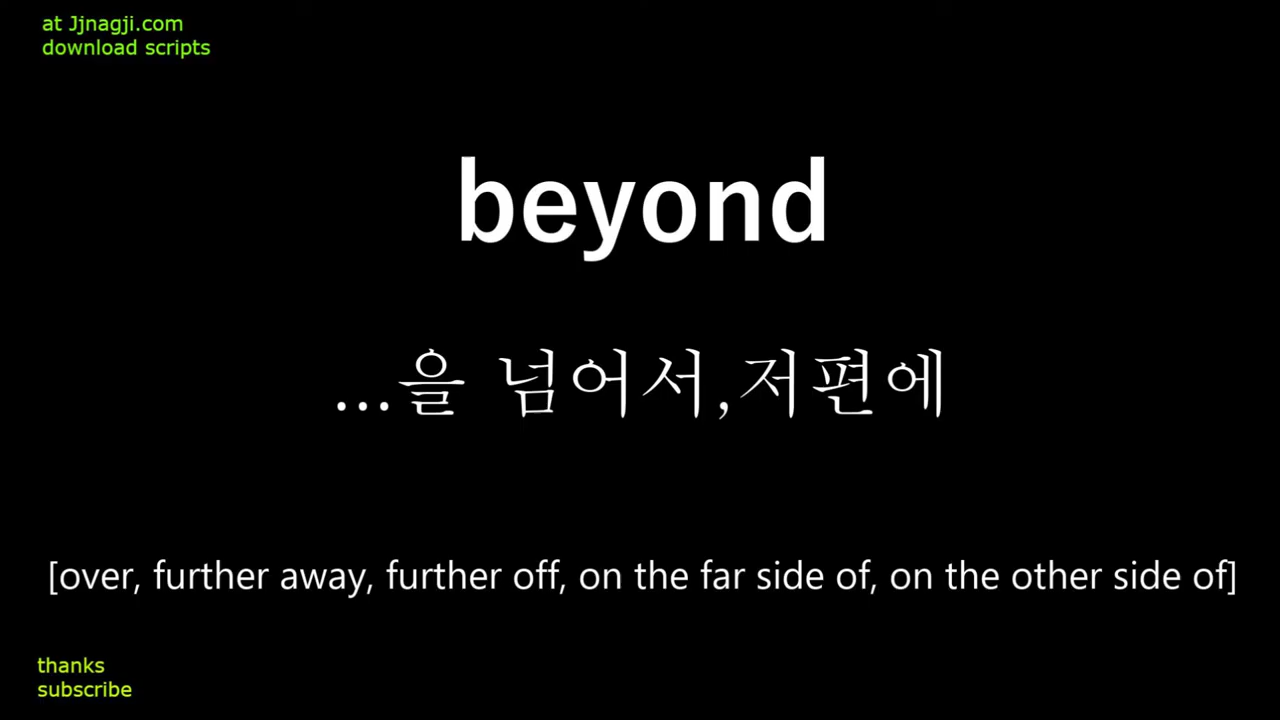 at Jjnagji.com
download scripts
beyond
...을 넘어서,저편에
[over, further away, further off, on the far side of, on the other side of]
thanks
subscribe